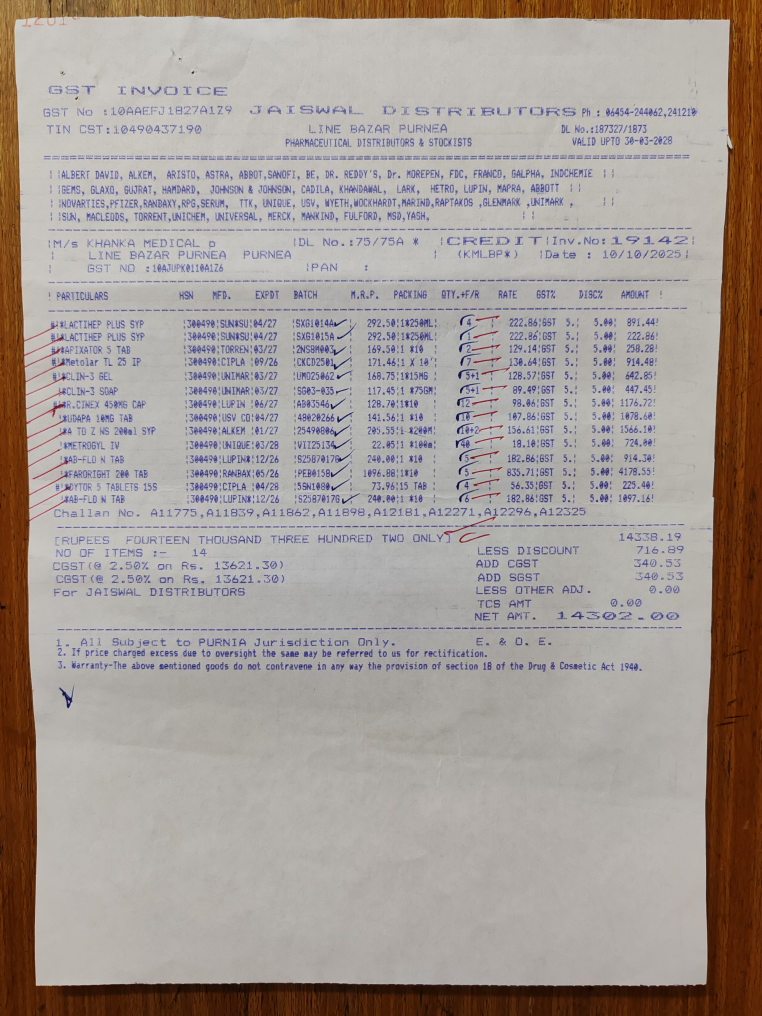 GST INVOICE
GST No :10AAEFJ1827A1Z9 JAISWAL DISTRIBUTORS Ph : 06454-244062,241210
TIN CST:10490437190 LINE BAZAR PURNEA DL No.:187327/1873
PHARMACEUTICAL DISTRIBUTORS & STOCKISTS VALID UPTO 30-03-2028
| |ALBERT DAVID, ALKEM, ARISTO, ASTRA, ABBOT,SANOFI, BE, DR. REDDY'S, Dr. MOREPEN, FDC, FRANCO, GALPHA, INDCHEMIE | |
| |GEMS, GLAXO, GUJRAT, HAMDARD, JOHNSON & JOHNSON, CADILA, KHANDAWAL, LARK, HETRO, LUPIN, MAPRA, ABBOTT | |
| |NOVARTIES,PFIZER,RANBAXY,RPG,SERUM, TTK, UNIQUE, USV, WYETH,WOCKHARDT,MARIND,RAPTAKOS ,GLENMARK ,UNIMARK , | |
| |SUN, MACLEODS, TORRENT,UNICHEM, UNIVERSAL, MERCK, MANKIND, FULFORD, MSD,YASH, | |
|M/s KHANKA MEDICAL p |DL No.:75/75A * |CREDIT|Inv.No:19142|
| LINE BAZAR PURNEA PURNEA | (KMLBP*) |Date : 10/10/2025|
| GST NO :10AJUPK0110A1Z6 |PAN :
! PARTICULARS HSN MFD. EXPDT BATCH M.R.P. PACKING QTY.+F/R RATE GST% DISC% AMOUNT !
#!*LACTIHEP PLUS SYP |300490|SUN*SU|04/27 |SXG1014A 292.50|1*250ML| 4 222.86|GST 5.| 5.00| 891.44!
#!*LACTIHEP PLUS SYP |300490|SUN*SU|04/27 |SXG1015A 292.50|1*250ML| 1 222.86|GST 5.| 5.00| 222.86!
#!*APIXATOR 5 TAB |300490|TORREN|03/27 |2NS8M003 169.50|1 *10 2 129.14|GST 5.| 5.00| 258.28!
#!*Metolar TL 25 IP |300490|CIPLA |09/26 |CKCD2501 171.46|1 X 10 7 130.64|GST 5.| 5.00| 914.48!
!*CLIN-3 GEL |300490|UNIMAR|03/27 |UMD25062 168.75|1*15MG 5+1 128.57|GST 5.| 5.00| 642.85!
!*CLIN-3 SOAP |300490|UNIMAR|03/27 |SG03-035 117.45|1 *75GM| 5+1 89.49|GST 5.| 5.00| 447.45!
R.CINEX 450MG CAP |300490|LUPIN |06/27 |AB03546 128.70|1*10 12 98.06|GST 5.| 5.00| 1176.72!
!*UDAPA 10MG TAB |300490|USV CO|04/27 |48020266 141.56|1 *10 10 107.86|GST 5.| 5.00| 1078.60!
!*A TO Z NS 200ml SYP |300490|ALKEM |01/27 |25490806 205.55|1 *200M| 10+2 156.61|GST 5.| 5.00| 1566.10!
!*METROGYL IV |300490|UNIQUE|03/28 |VII25134 22.05|1 *100m| 40 18.10|GST 5.| 5.00| 724.00!
!*AB-FLO N TAB |300490|LUPIN*|12/26 |S2587017G 240.00|1 *10 5 182.86|GST 5.| 5.00| 914.30!
!*FARORIGHT 200 TAB |300490|RANBAX|05/26 |PEB015B 1096.88|1*10 5 835.71|GST 5.| 5.00| 4178.55!
#!*DYTOR 5 TABLETS 15S |300490|CIPLA |04/28 |5GN1080 73.96|15 TAB 4 56.35|GST 5.| 5.00| 225.40!
!*AB-FLO N TAB |300490|LUPIN*|12/26 |S2587017G 240.00|1 *10 6 182.86|GST 5.| 5.00| 1097.16!
Challan No. A11775,A11839,A11862,A11898,A12181,A12271,A12296,A12325
[RUPEES FOURTEEN THOUSAND THREE HUNDRED TWO ONLY] 14338.19
NO OF ITEMS :- 14 LESS DISCOUNT 716.89
CGST(@ 2.50% on Rs. 13621.30) ADD CGST 340.53
CGST(@ 2.50% on Rs. 13621.30) ADD SGST 340.53
For JAISWAL DISTRIBUTORS LESS OTHER ADJ. 0.00
TCS AMT 0.00
NET AMT. 14302.00
1. All Subject to PURNIA Jurisdiction Only. E. & O. E.
2. If price charged excess due to oversight the same may be referred to us for rectification.
3. Warranty-The above mentioned goods do not contravene in any way the provision of section 18 of the Drug & Cosmetic Act 1940.